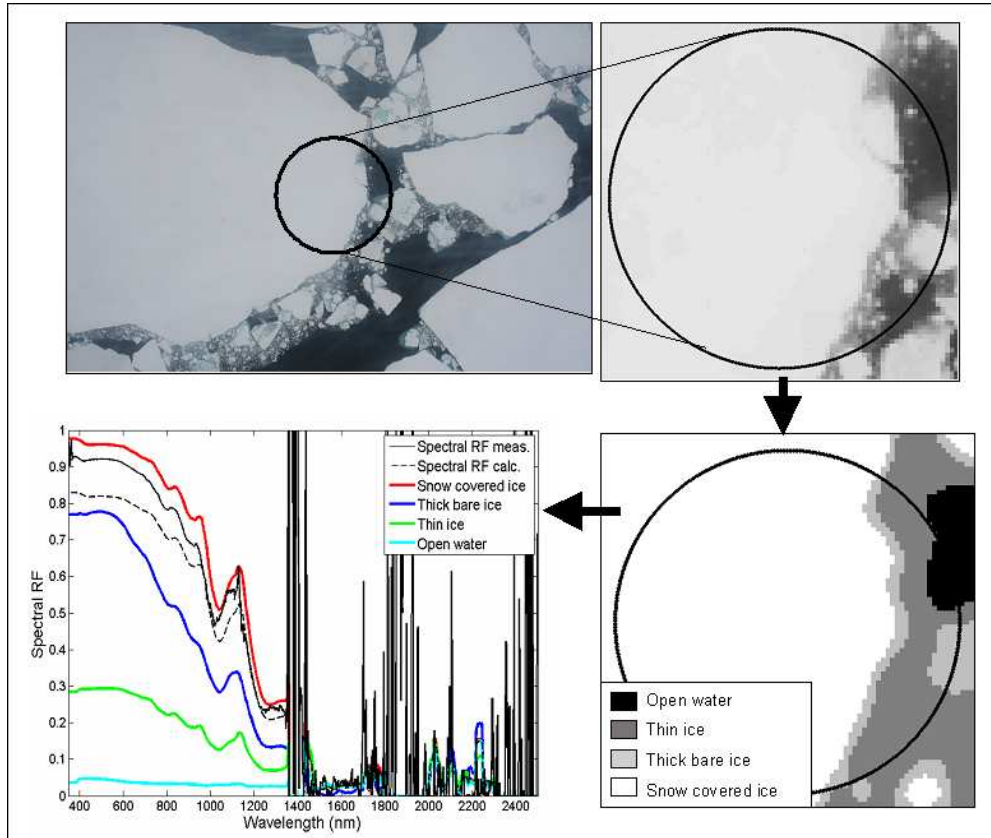 1
0.9
0.8
0.7
0.6
0.5
0.4
0.3
0.2
0.1
0
Spectral RF
Spectral RF meas.
Spectral RF calc.
Snow covered ice
Thick bare ice
Thin ice
Open water
400 600 800 1000 1200 1400 1600 1800 2000 2200 2400
Wavelength (nm)
Open water
Thin ice
Thick bare ice
Snow covered ice